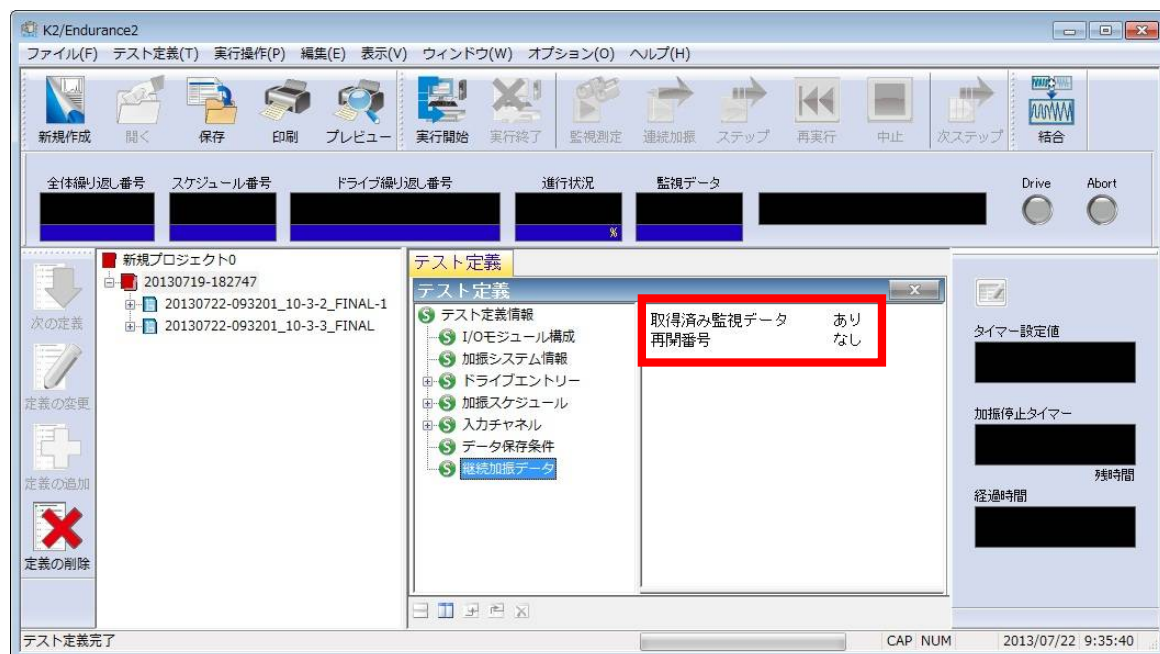 K2/Endurance2
ファイル(F) テスト定義(T) 実行操作(P) 編集(E) 表示(V) ウィンドウ(W) オプション(O) ヘルプ(H)
新規作成 開く 保存 印刷 プレビュー 実行開始 実行終了 監視測定 連続加振 ステップ 再実行 中止 次ステップ 結合
全体繰り返し番号 スケジュール番号 ドライブ繰り返し番号 進行状況 監視データ Drive Abort
%
次の定義
定義の変更
定義の追加
定義の削除
新規プロジェクト0
20130719-182747
20130722-093201_10-3-2_FINAL-1
20130722-093201_10-3-3_FINAL
テスト定義
テスト定義
テスト定義情報
I/Oモジュール構成
加振システム情報
ドライブエントリー
加振スケジュール
入力チャネル
データ保存条件
継続加振データ
取得済み監視データ あり
再開番号 なし
タイマー設定値
加振停止タイマー
残時間
経過時間
テスト定義完了 CAP NUM 2013/07/22 9:35:40